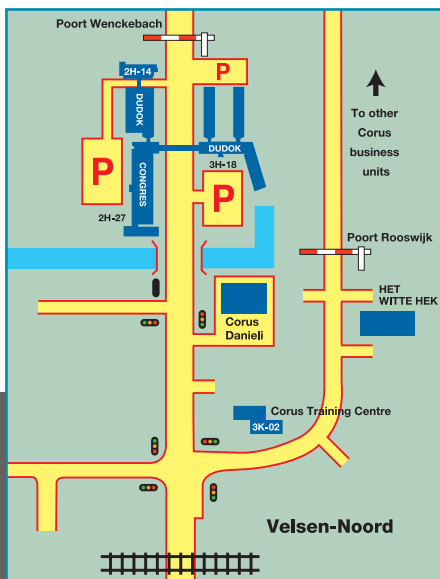 Poort Wenckebach
2H-14
P
DUDOK
To other
Corus
business
units
DUDOK
3H-18
P
CONGRES
P
2H-27
Poort Rooswijk
HET
WITTE HEK
Corus
Danieli
Corus Training Centre
3K-02
Velsen-Noord